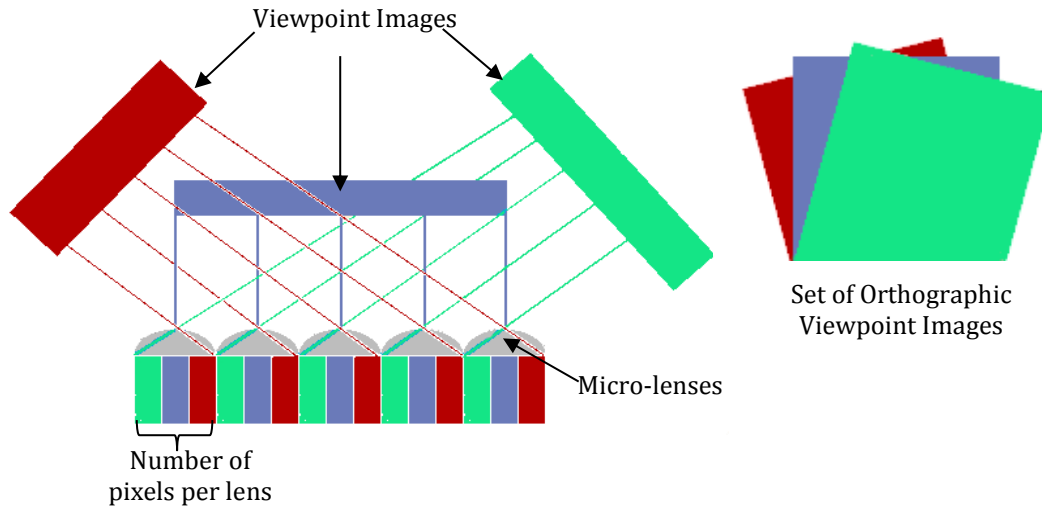 Viewpoint Images
Set of Orthographic
Viewpoint Images
Micro-lenses
Number of
pixels per lens